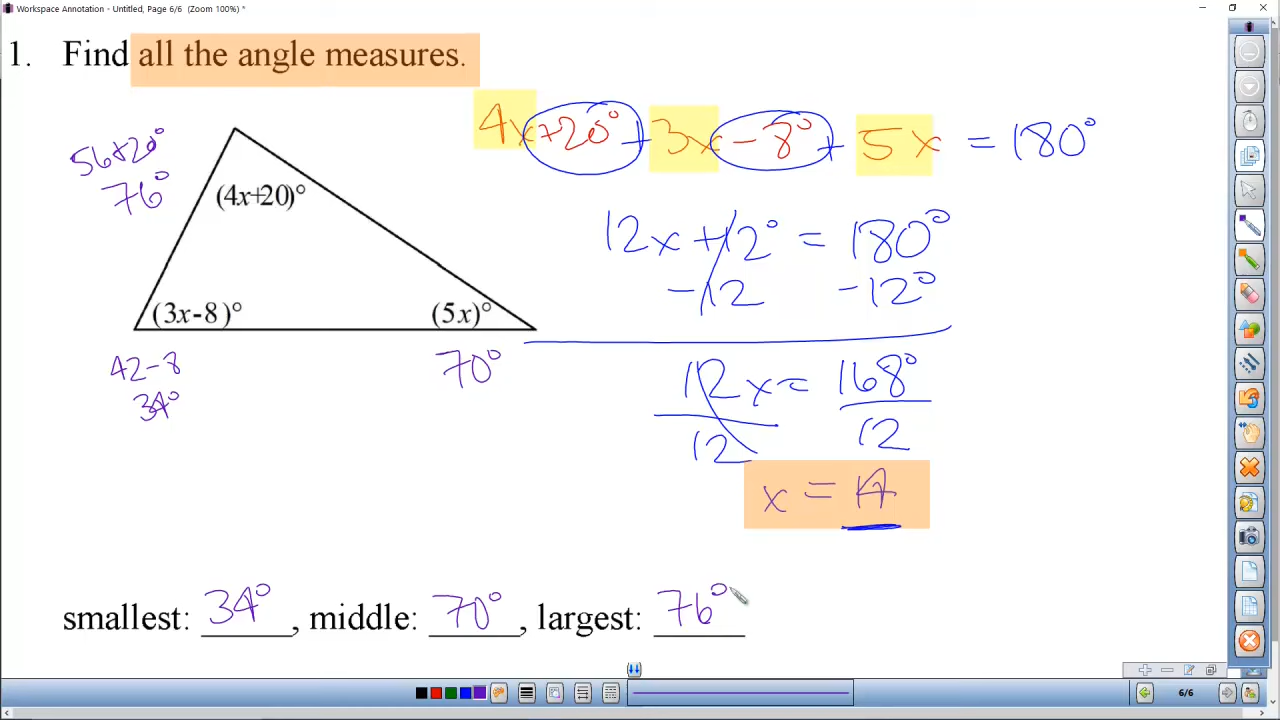 Workspace Annotation - Untitled, Page 6/6 (Zoom 100%) *
1. Find all the angle measures.
4x+20° + 3x-8° + 5x = 180°
56+20°
76°
(4x+20)°
12x+12° = 180°
-12 -12°
(3x-8)° (5x)°
42-8 70°
34°
12x = 168°
12 12
x = 14
smallest: 34°, middle: 70°, largest: 76°
6/6